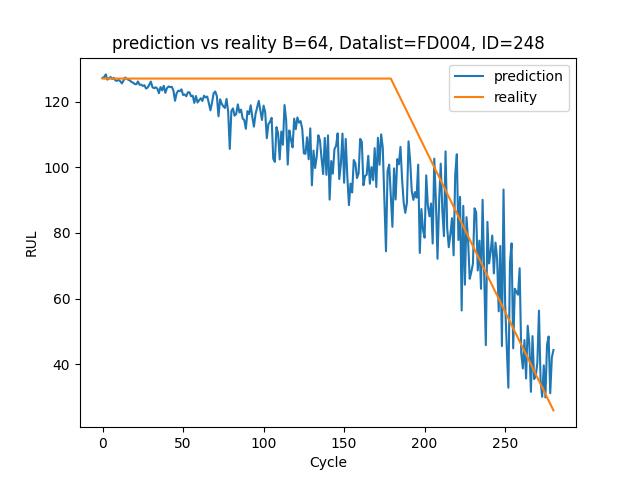 prediction vs reality B=64, Datalist=FD004, ID=248
prediction
reality
RUL
120
100
80
60
40
0 50 100 150 200 250
Cycle